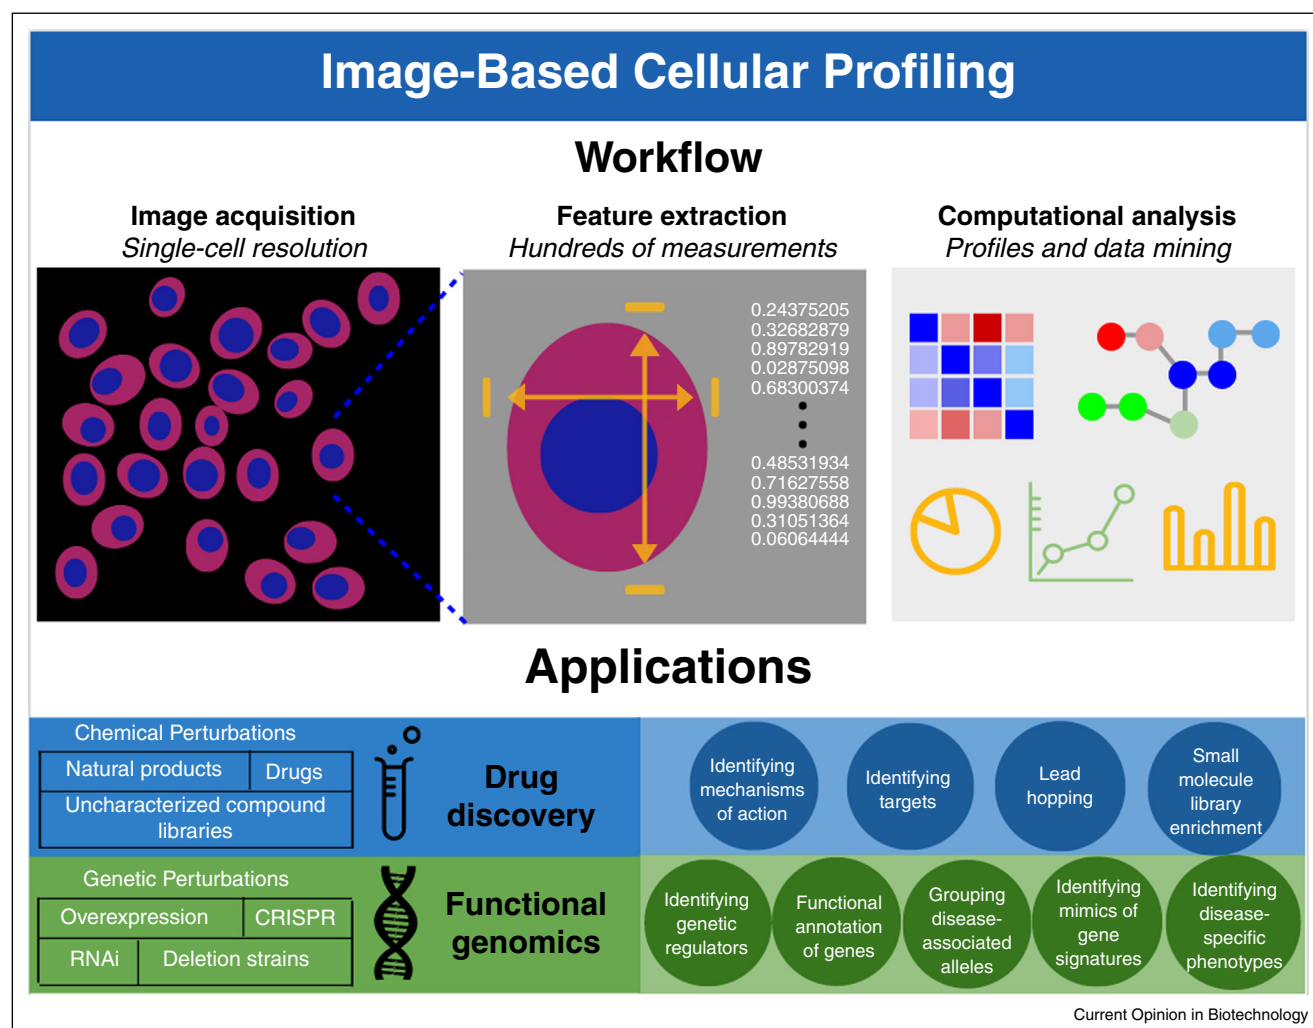 Image-Based Cellular Profiling
Workflow
Image acquisition
Single-cell resolution
Feature extraction
Hundreds of measurements
Computational analysis
Profiles and data mining
0.24375205
0.32682879
0.89782919
0.02875098
0.68300374
0.48531934
0.71627558
0.99380688
0.31051364
0.06064444
Applications
Chemical Perturbations
Natural products
Drugs
Uncharacterized compound
libraries
Drug
discovery
Identifying
mechanisms
of action
Identifying
targets
Lead
hopping
Small
molecule
library
enrichment
Genetic Perturbations
Overexpression
CRISPR
RNAi
Deletion strains
Functional
genomics
Identifying
genetic
regulators
Functional
annotation
of genes
Grouping
disease-
associated
alleles
Identifying
mimics of
gene
signatures
Identifying
disease-
specific
phenotypes
Current Opinion in Biotechnology